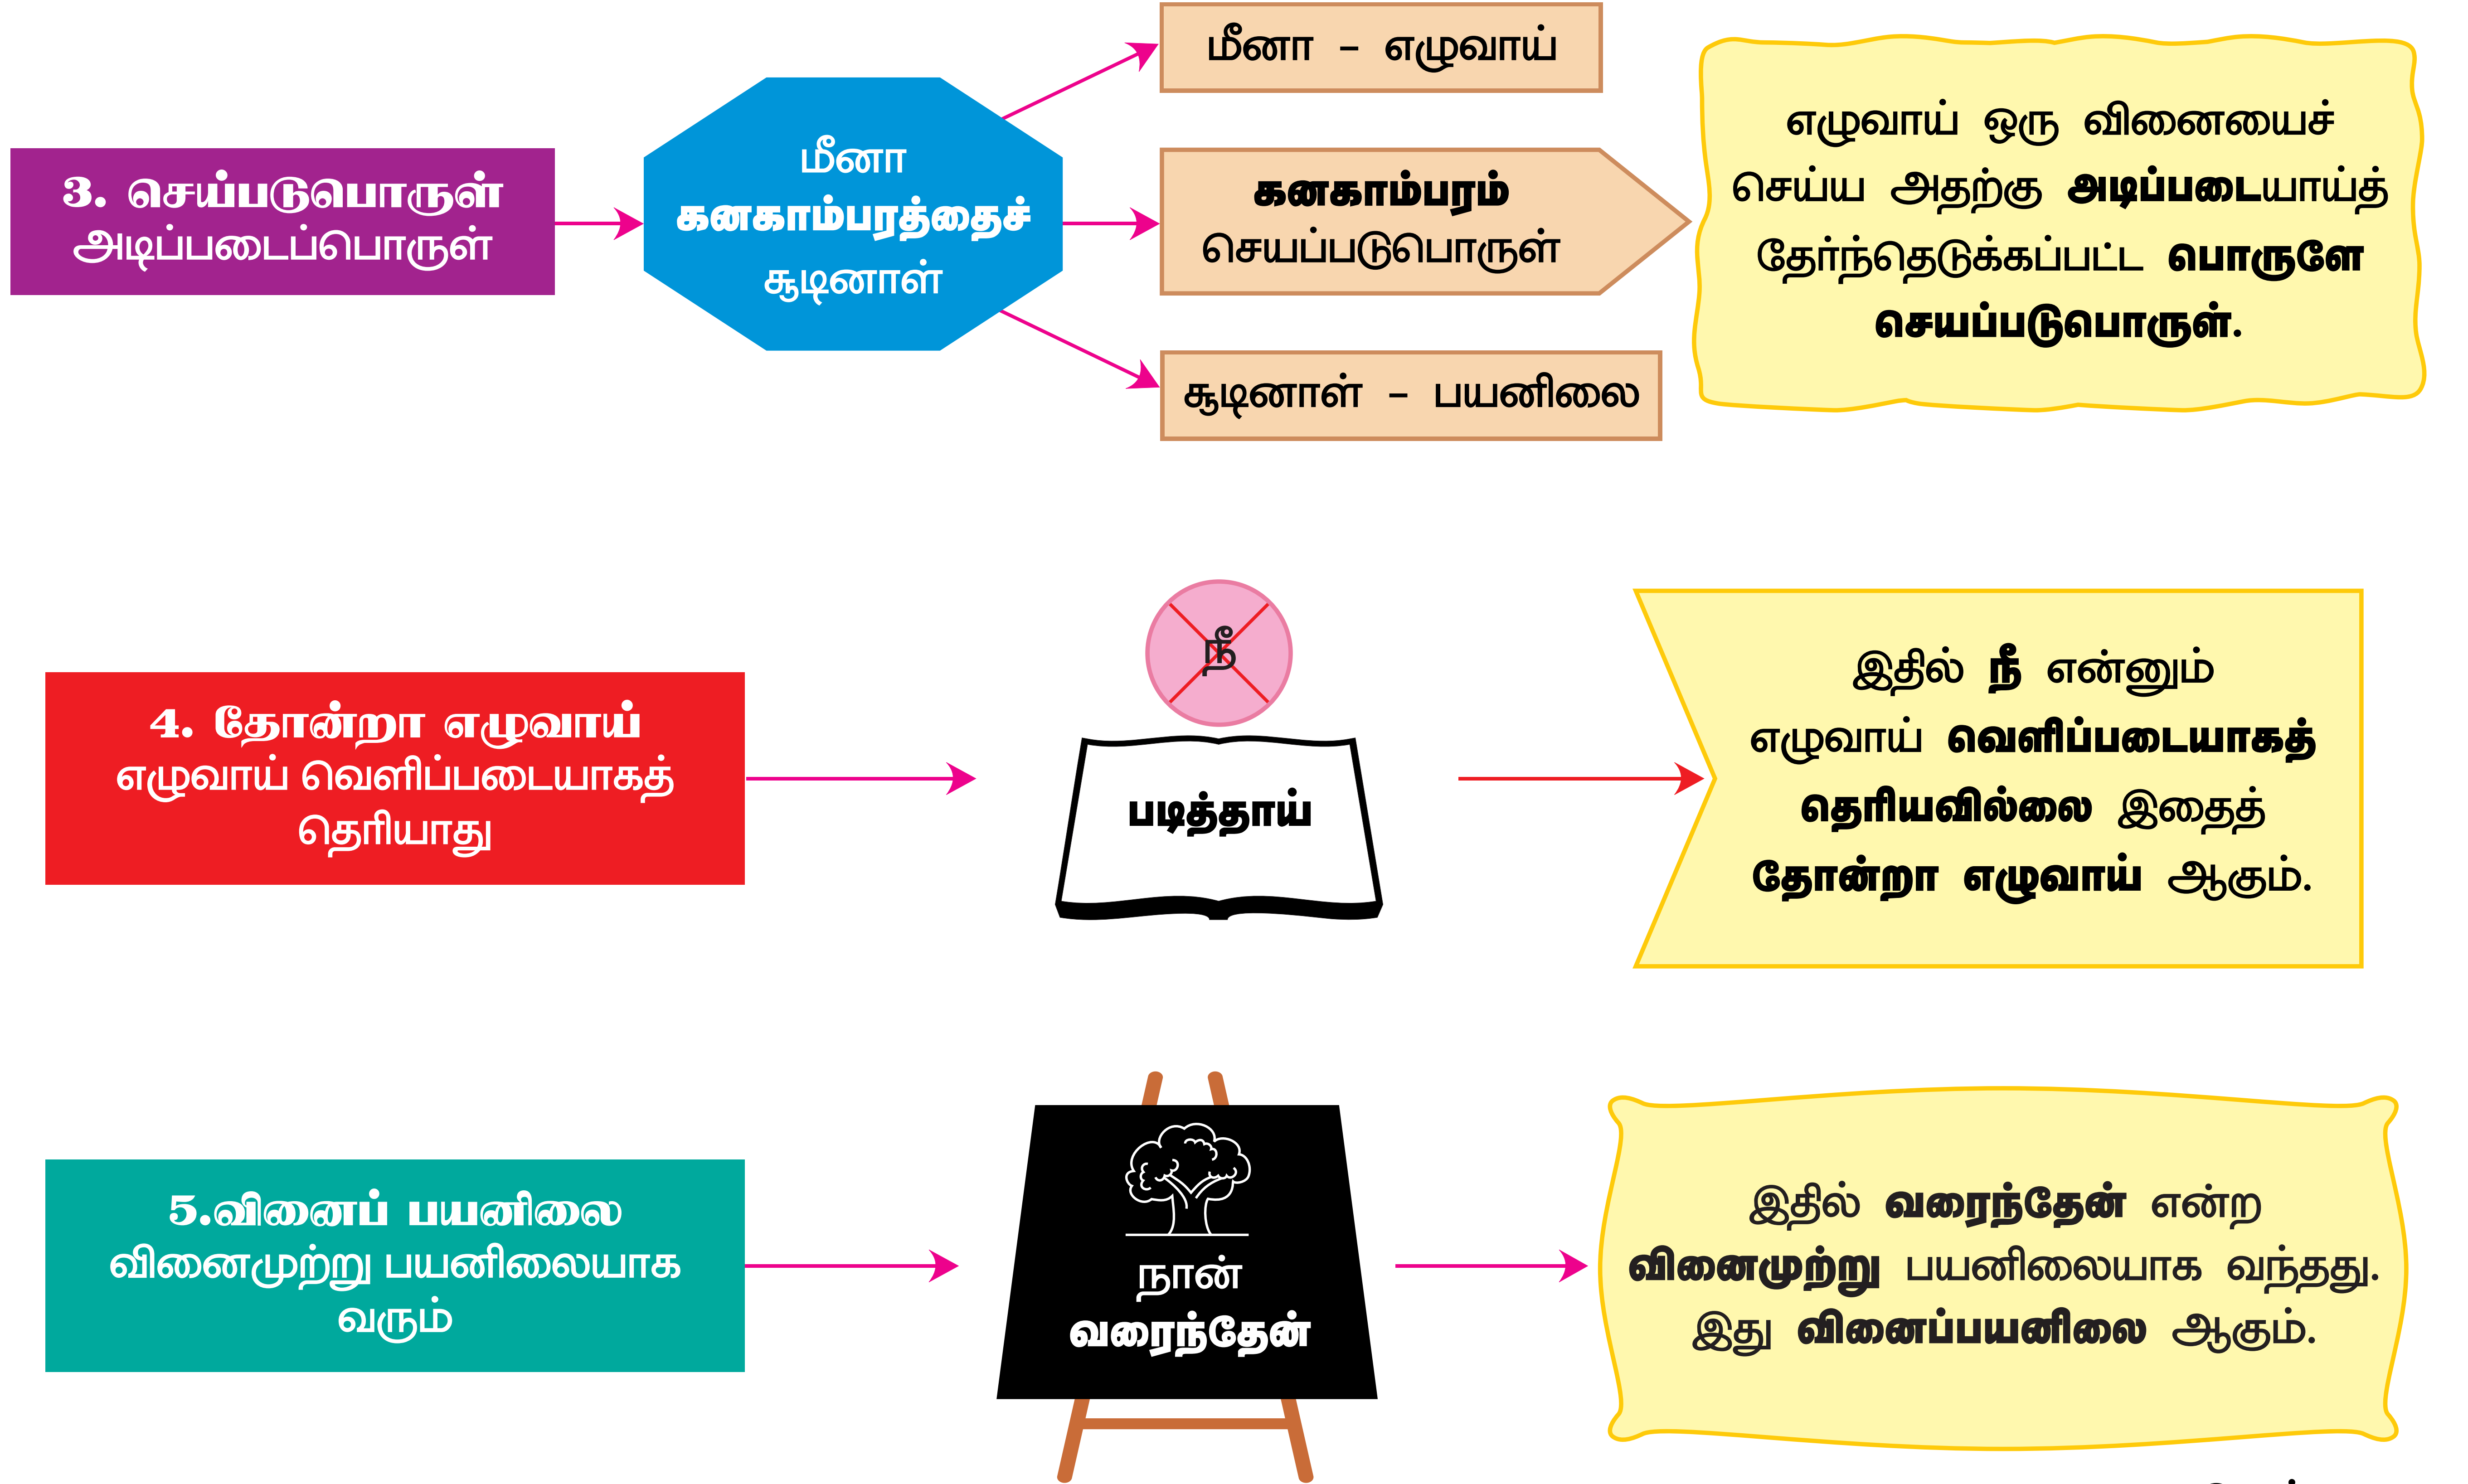 3. செய்படுபொருள்
அடிப்படைப்பொருள்
மீனா
கனகாம்பரத்தைச்
சூடினாள்
மீனா – எழுவாய்
கனகாம்பரம்
செயப்படுபொருள்
சூடினாள் – பயனிலை
எழுவாய் ஒரு வினையைச்
செய்ய அதற்கு அடிப்படையாய்த்
தேர்ந்தெடுக்கப்பட்ட பொருளே
செயப்படுபொருள்.
4. தோன்றா எழுவாய்
எழுவாய் வெளிப்படையாகத்
தெரியாது
நீ
படித்தாய்
இதில் நீ என்னும்
எழுவாய் வெளிப்படையாகத்
தெரியவில்லை இதைத்
தோன்றா எழுவாய் ஆகும்.
5.வினைப் பயனிலை
வினைமுற்று பயனிலையாக
வரும்
நான்
வரைந்தேன்
இதில் வரைந்தேன் என்ற
வினைமுற்று பயனிலையாக வந்தது.
இது வினைப்பயனிலை ஆகும்.